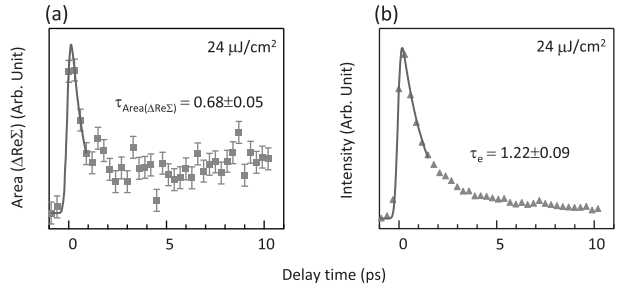 (a)
24 μJ/cm²
τArea(ΔReΣ) = 0.68±0.05
Area (ΔReΣ) (Arb. Unit)
0 5 10
(b)
24 μJ/cm²
τe = 1.22±0.09
Intensity (Arb. Unit)
0 5 10
Delay time (ps)